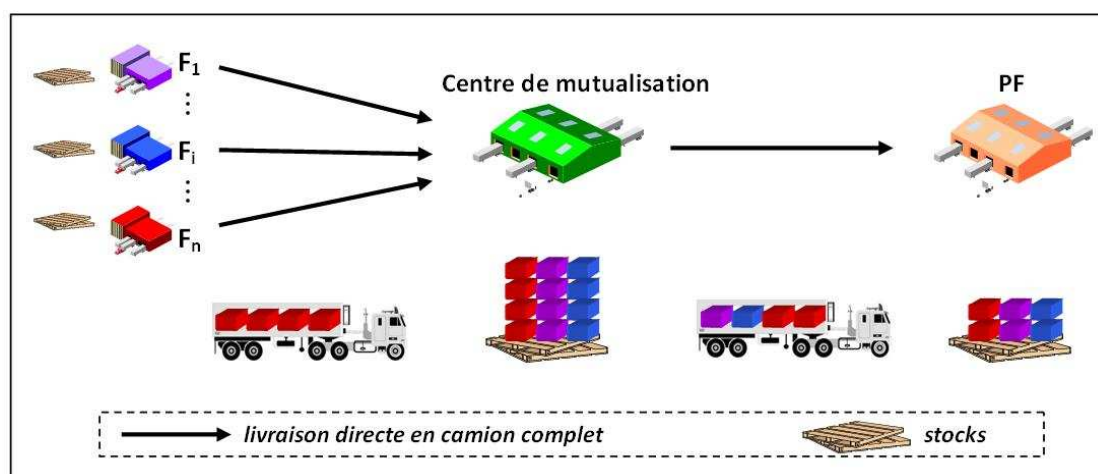 F1
Centre de mutualisation
PF
⋮
Fi
⋮
Fn
livraison directe en camion complet
stocks